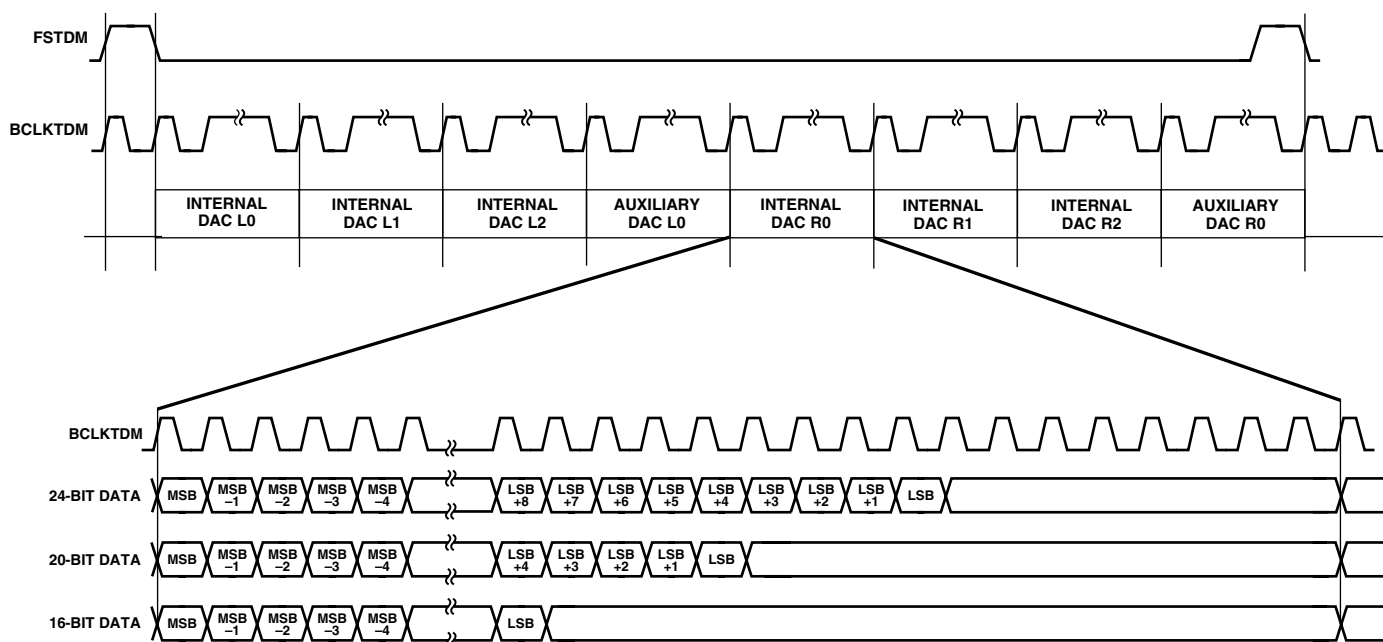 FSTDM
BCLKTDM
INTERNAL DAC L0
INTERNAL DAC L1
INTERNAL DAC L2
AUXILIARY DAC L0
INTERNAL DAC R0
INTERNAL DAC R1
INTERNAL DAC R2
AUXILIARY DAC R0
BCLKTDM
24-BIT DATA MSB MSB –1 MSB –2 MSB –3 MSB –4 LSB +8 LSB +7 LSB +6 LSB +5 LSB +4 LSB +3 LSB +2 LSB +1 LSB
20-BIT DATA MSB MSB –1 MSB –2 MSB –3 MSB –4 LSB +4 LSB +3 LSB +2 LSB +1 LSB
16-BIT DATA MSB MSB –1 MSB –2 MSB –3 MSB –4 LSB